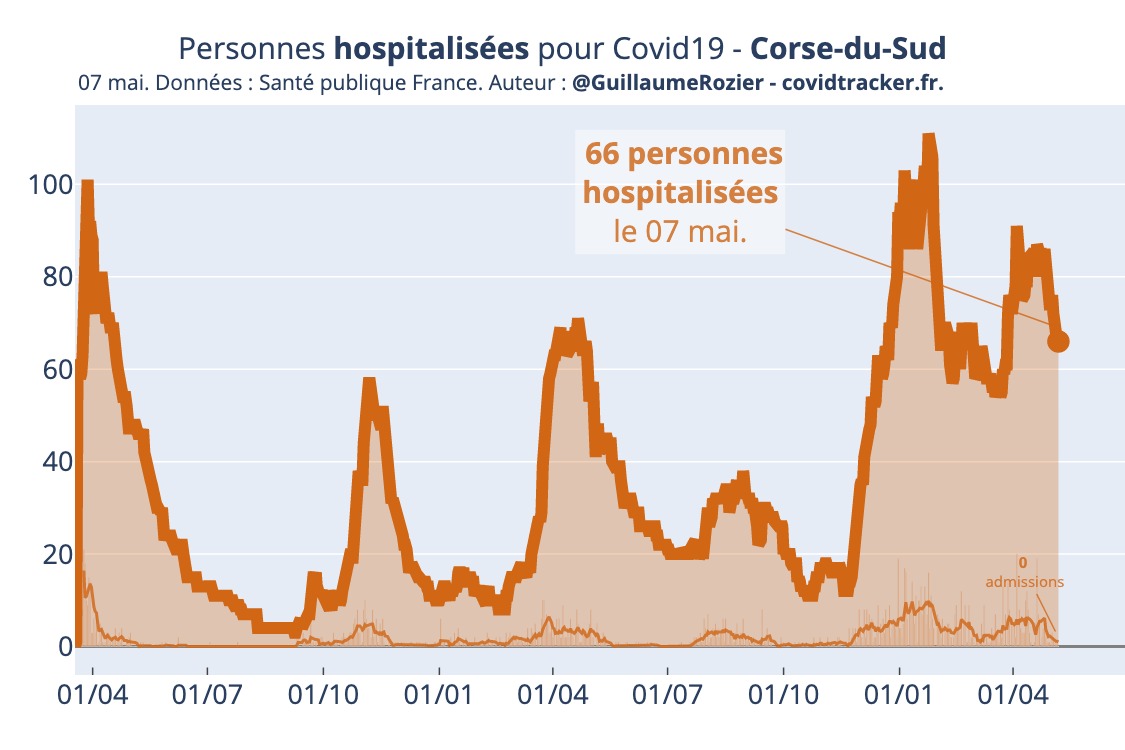 Personnes hospitalisées pour Covid19 - Corse-du-Sud
07 mai. Données : Santé publique France. Auteur : @GuillaumeRozier - covidtracker.fr.
66 personnes
hospitalisées
le 07 mai.
100
80
60
40
20
0
0
admissions
01/04
01/07
01/10
01/01
01/04
01/07
01/10
01/01
01/04